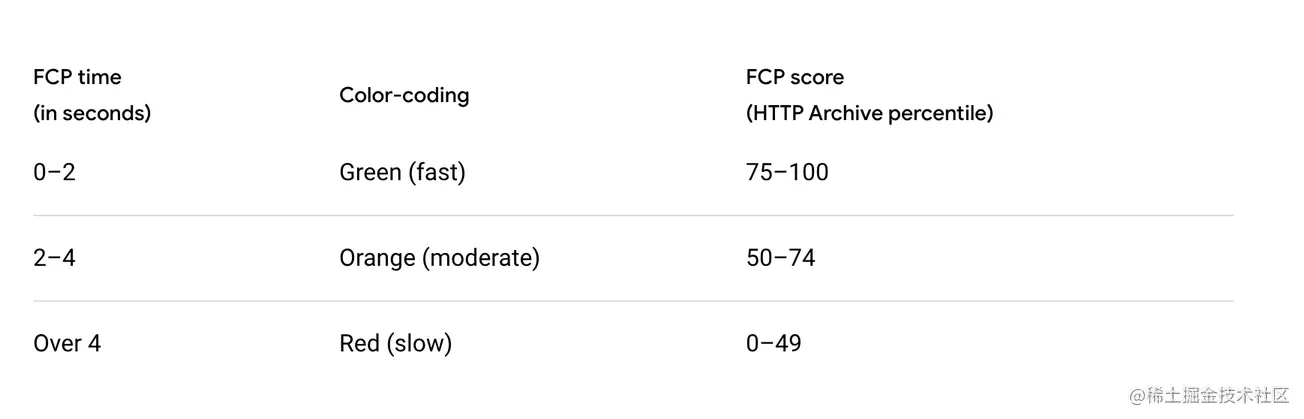 FCP time
(in seconds)
Color-coding
FCP score
(HTTP Archive percentile)
0–2
Green (fast)
75–100
2–4
Orange (moderate)
50–74
Over 4
Red (slow)
0–49
@稀土掘金技术社区